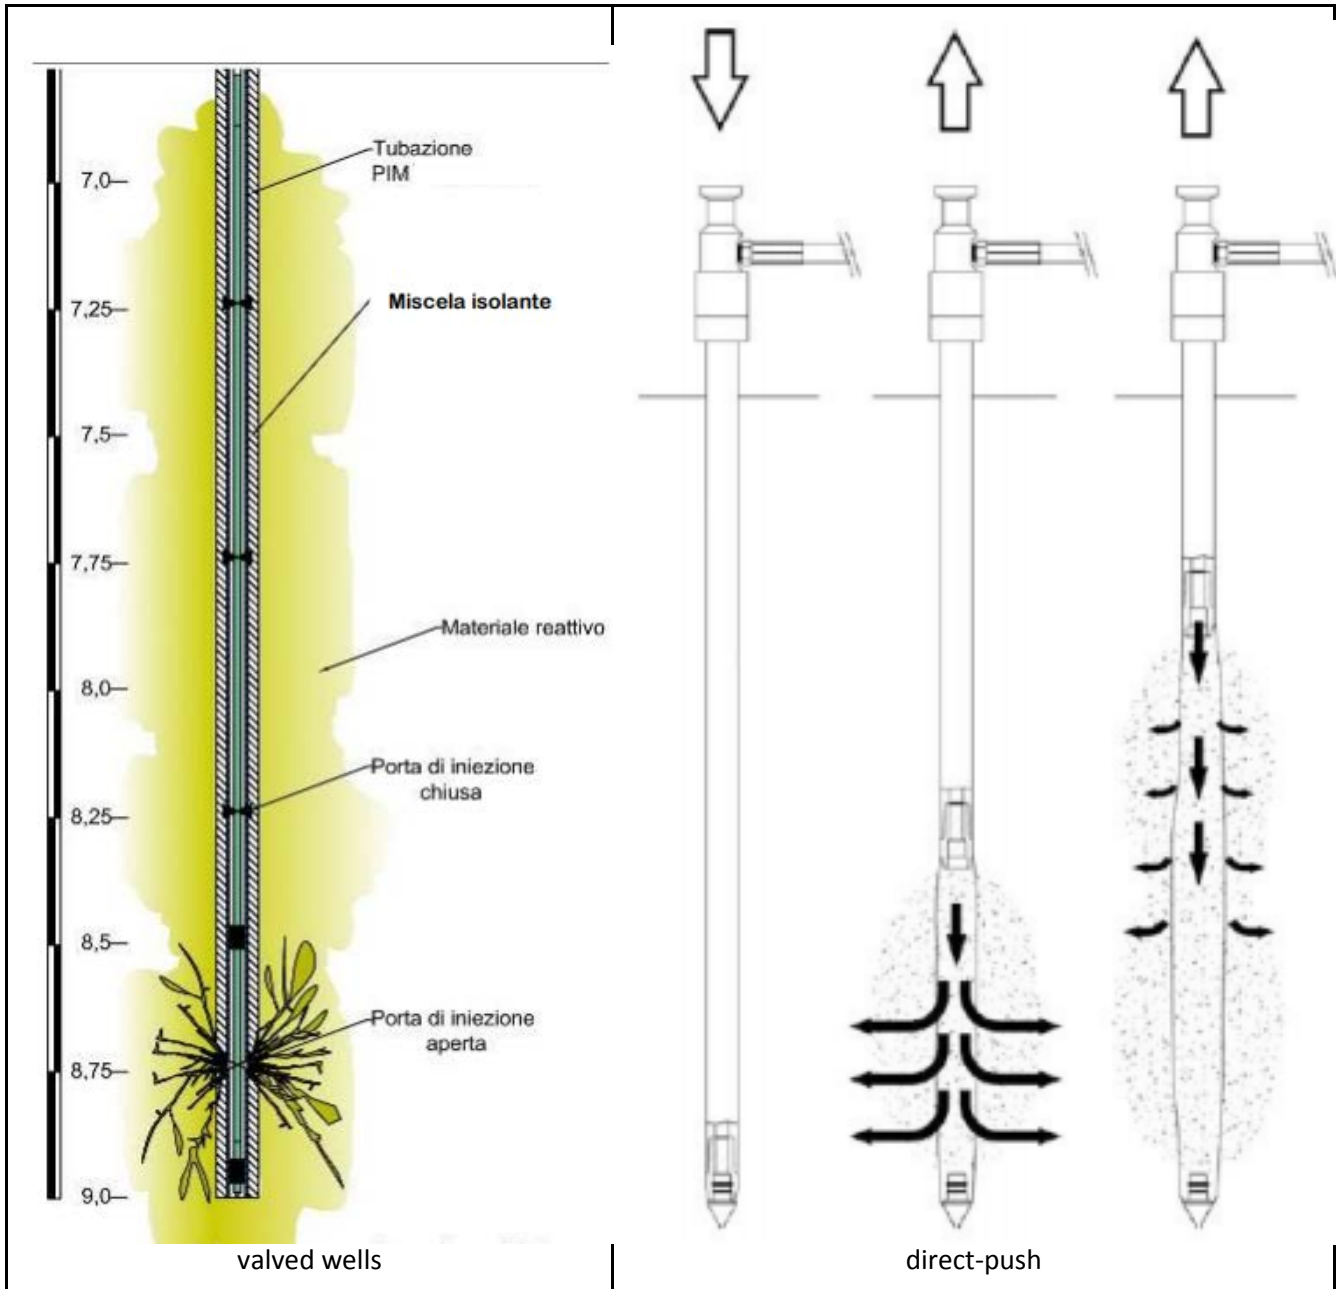 Tubazione
PIM
7,0
7,25
Miscela isolante
7,5
7,75
Materiale reattivo
8,0
Porta di iniezione
chiusa
8,25
8,5
Porta di iniezione
aperta
8,75
9,0
valved wells
direct-push